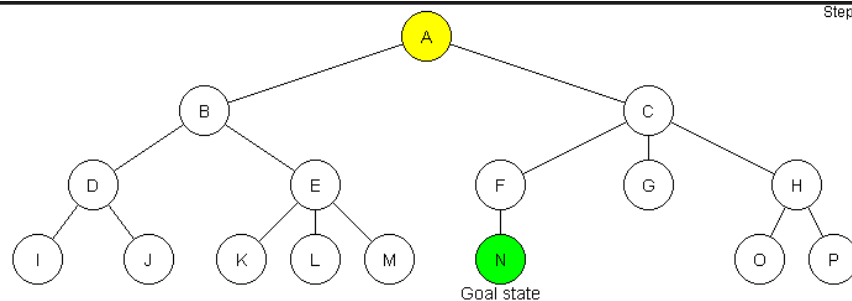 Step
A
B C
D E F G H
I J K L M N O P
Goal state